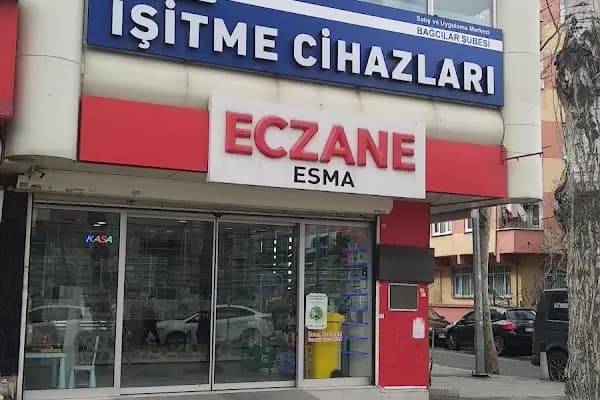 Satış ve Uygulama Merkezi
BAĞCILAR ŞUBESİ
İŞİTME CİHAZLARI
ECZANE
ESMA
KASA